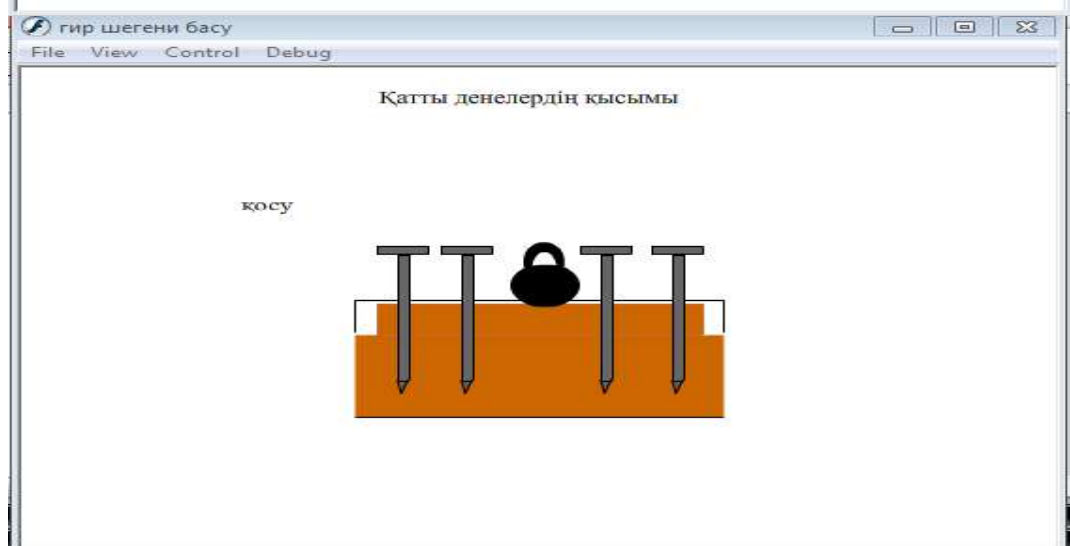 гир шегени басу
File View Control Debug
Қатты денелердің қысымы
қосу